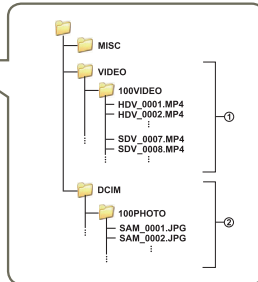 MISC
VIDEO
100VIDEO
HDV_0001.MP4
HDV_0002.MP4
SDV_0007.MP4
SDV_0008.MP4
①
DCIM
100PHOTO
SAM_0001.JPG
SAM_0002.JPG
②